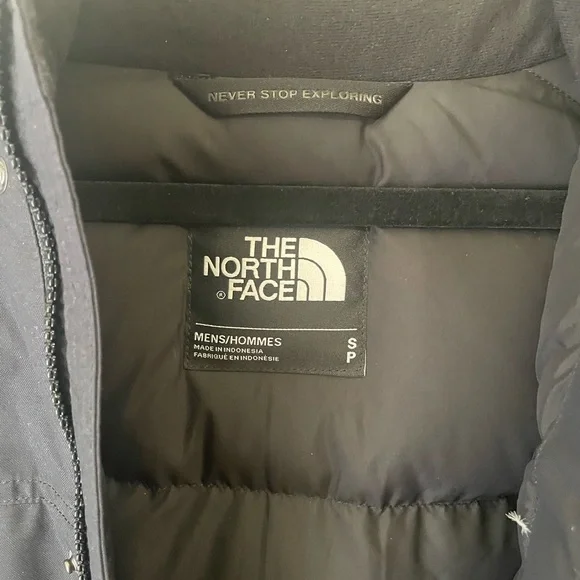 NEVER STOP EXPLORING
THE
NORTH
FACE
®
MENS/HOMMES
MADE IN INDONESIA
FABRIQUÉ EN INDONÉSIE
S
P